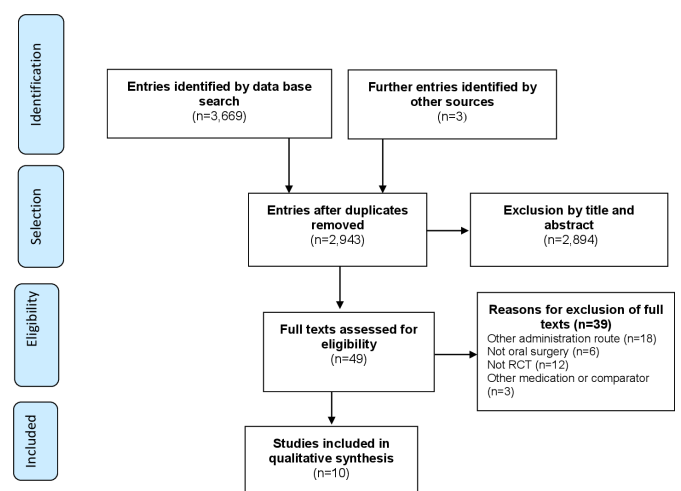 Identification
Entries identified by data base
search
(n=3,669)
Further entries identified by
other sources
(n=3)
Selection
Entries after duplicates
removed
(n=2,943)
Exclusion by title and
abstract
(n=2,894)
Eligibility
Full texts assessed for
eligibility
(n=49)
Reasons for exclusion of full
texts (n=39)
Other administration route (n=18)
Not oral surgery (n=6)
Not RCT (n=12)
Other medication or comparator
(n=3)
Included
Studies included in
qualitative synthesis
(n=10)